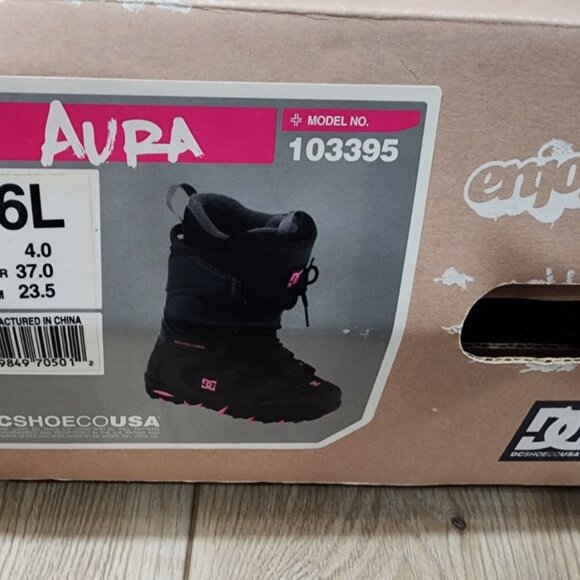 AURA
MODEL NO.
103395
6L
4.0
R 37.0
M 23.5
ACTURED IN CHINA
9849 70501 2
DCSHOECOUSA
enjo
DCSHOECOUSA